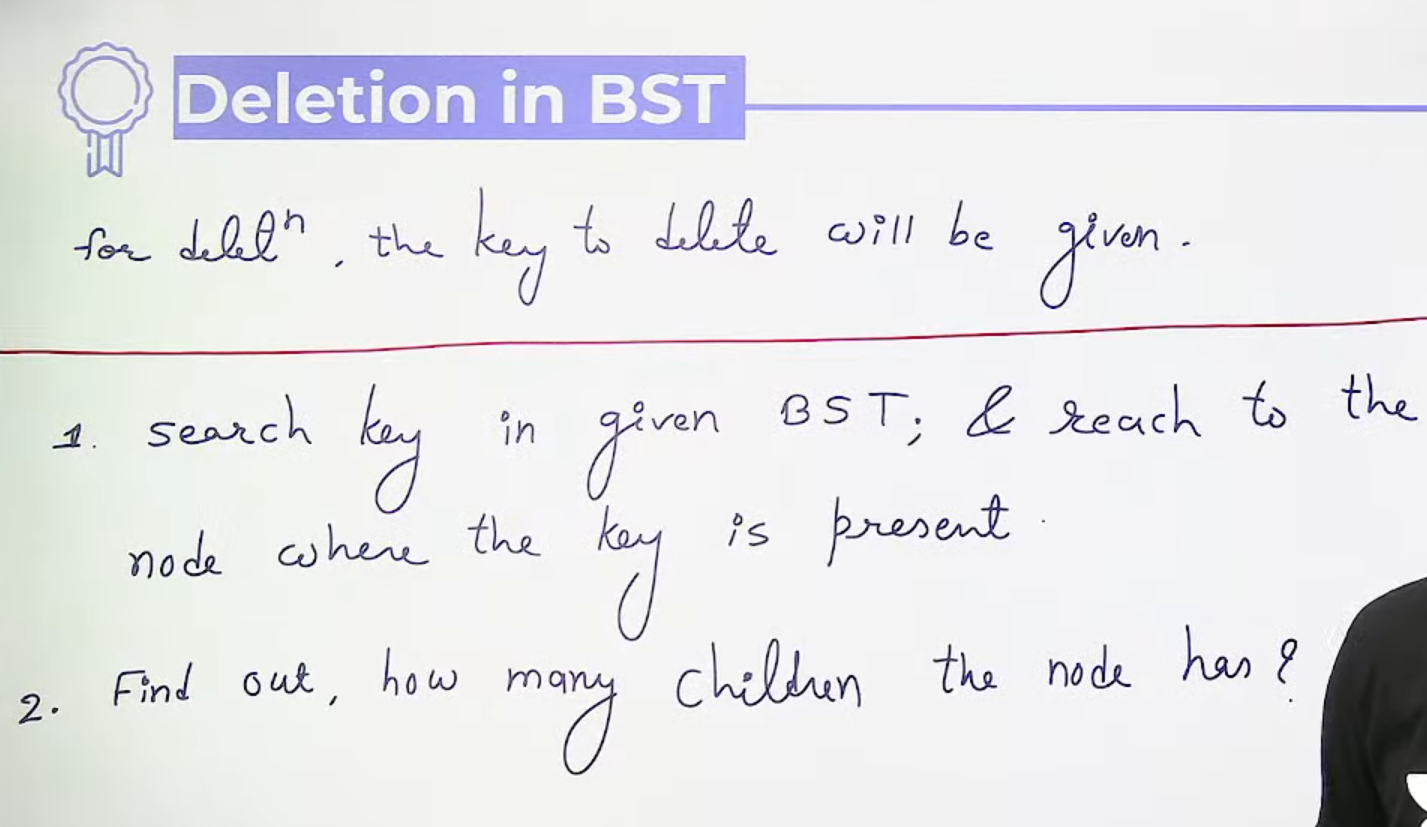 Deletion in BST
for deletⁿ, the key to delete will be given.
1. search key in given BST; & reach to the
node where the key is present.
2. Find out, how many children the node has?